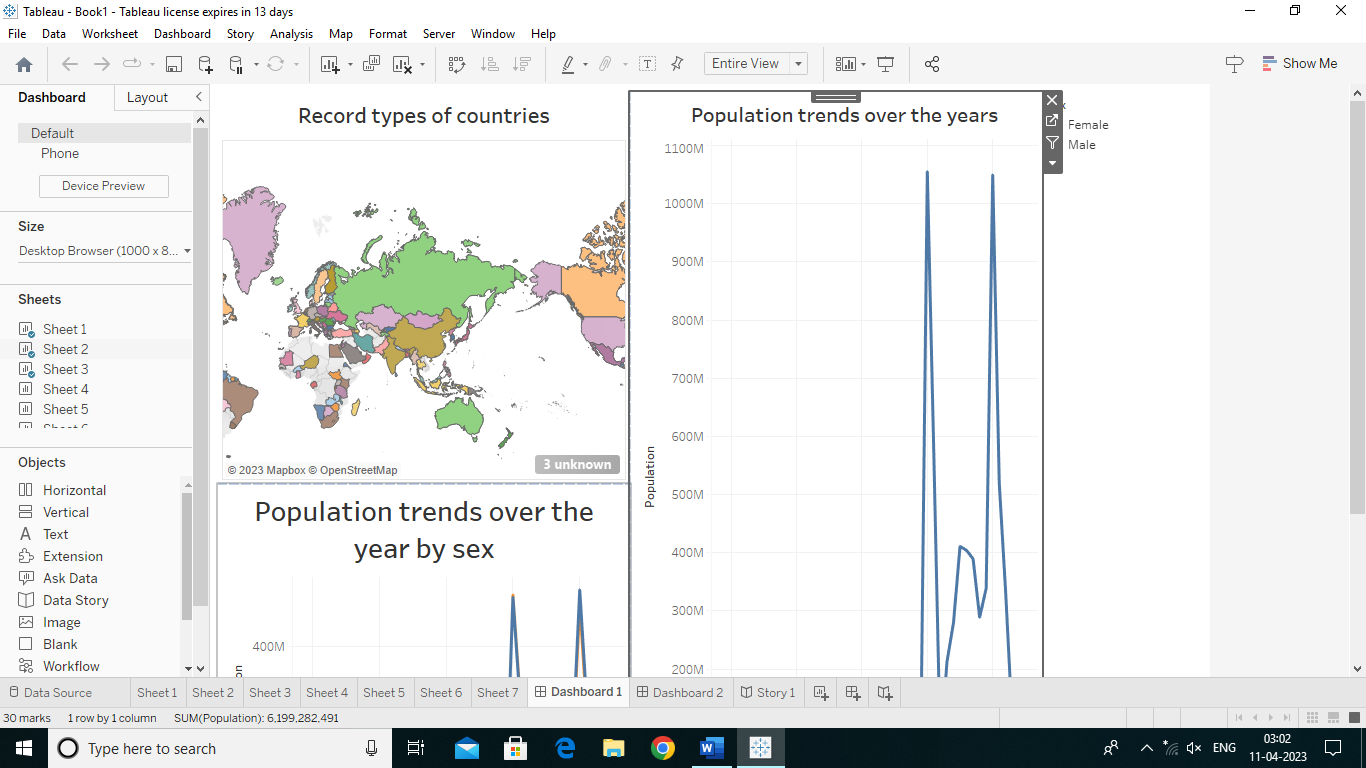 Tableau - Book1 - Tableau license expires in 13 days
File Data Worksheet Dashboard Story Analysis Map Format Server Window Help
Entire View
Show Me
Dashboard Layout
Default
Phone
Device Preview
Size
Desktop Browser (1000 x 8...
Sheets
Sheet 1
Sheet 2
Sheet 3
Sheet 4
Sheet 5
Objects
Horizontal
Vertical
Text
Extension
Ask Data
Data Story
Image
Blank
Workflow
Record types of countries
© 2023 Mapbox © OpenStreetMap
3 unknown
Population trends over the
year by sex
400M
Population trends over the years
1100M
1000M
900M
800M
700M
600M
500M
400M
300M
200M
Population
Female
Male
Data Source Sheet 1 Sheet 2 Sheet 3 Sheet 4 Sheet 5 Sheet 6 Sheet 7 Dashboard 1 Dashboard 2 Story 1
30 marks 1 row by 1 column SUM(Population): 6,199,282,491
Type here to search
ENG
03:02
11-04-2023